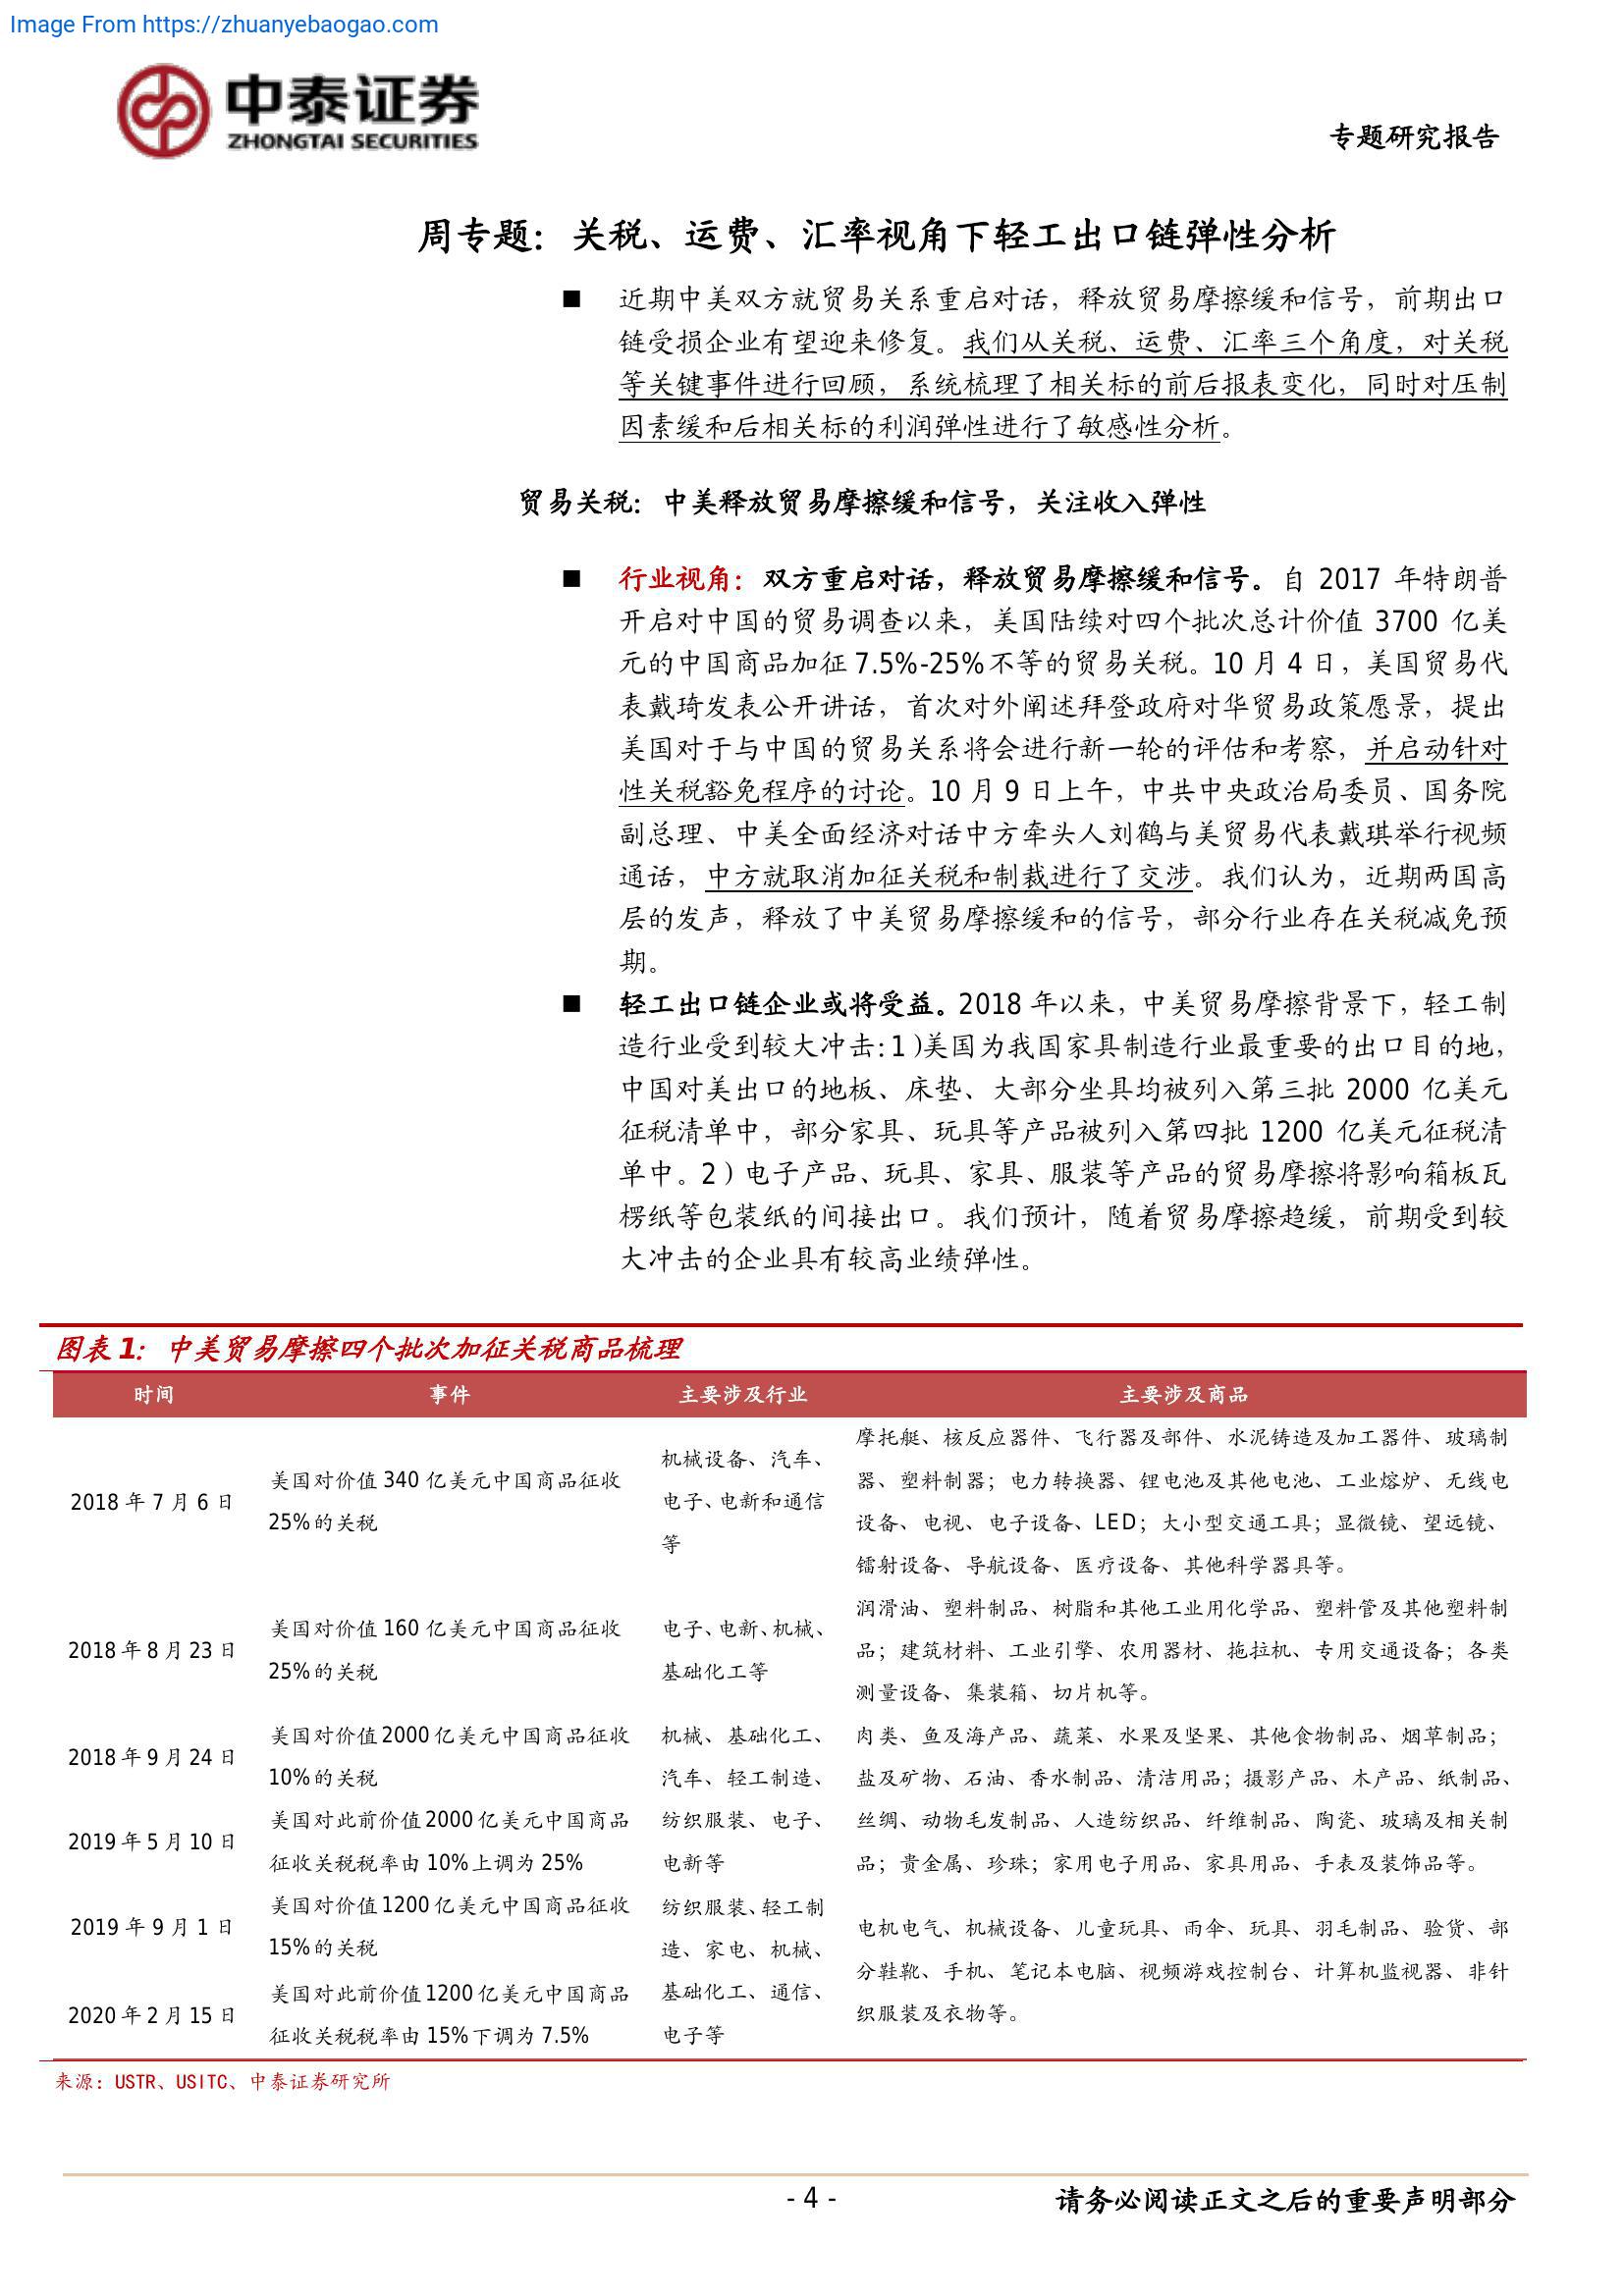 Image From https://zhuanyebaogao.com
中泰证券
ZHONGTAI SECURITIES
专题研究报告
周专题：关税、运费、汇率视角下轻工出口链弹性分析
■ 近期中美双方就贸易关系重启对话，释放贸易摩擦缓和信号，前期出口
链受损企业有望迎来修复。我们从关税、运费、汇率三个角度，对关税
等关键事件进行回顾，系统梳理了相关标的前后报表变化，同时对压制
因素缓和后相关标的利润弹性进行了敏感性分析。
贸易关税：中美释放贸易摩擦缓和信号，关注收入弹性
■ 行业视角：双方重启对话，释放贸易摩擦缓和信号。自 2017 年特朗普
开启对中国的贸易调查以来，美国陆续对四个批次总计价值 3700 亿美
元的中国商品加征 7.5%-25%不等的贸易关税。10 月 4 日，美国贸易代
表戴琦发表公开讲话，首次对外阐述拜登政府对华贸易政策愿景，提出
美国对于与中国的贸易关系将会进行新一轮的评估和考察，并启动针对
性关税豁免程序的讨论。10 月 9 日上午，中共中央政治局委员、国务院
副总理、中美全面经济对话中方牵头人刘鹤与美贸易代表戴琪举行视频
通话，中方就取消加征关税和制裁进行了交涉。我们认为，近期两国高
层的发声，释放了中美贸易摩擦缓和的信号，部分行业存在关税减免预
期。
■ 轻工出口链企业或将受益。2018 年以来，中美贸易摩擦背景下，轻工制
造行业受到较大冲击：1）美国为我国家具制造行业最重要的出口目的地，
中国对美出口的地板、床垫、大部分坐具均被列入第三批 2000 亿美元
征税清单中，部分家具、玩具等产品被列入第四批 1200 亿美元征税清
单中。2）电子产品、玩具、家具、服装等产品的贸易摩擦将影响箱板瓦
楞纸等包装纸的间接出口。我们预计，随着贸易摩擦趋缓，前期受到较
大冲击的企业具有较高业绩弹性。
图表 1：中美贸易摩擦四个批次加征关税商品梳理
时间 事件 主要涉及行业 主要涉及商品
2018 年 7 月 6 日
美国对价值 340 亿美元中国商品征收
25%的关税
机械设备、汽车、
电子、电新和通信
等
摩托艇、核反应器件、飞行器及部件、水泥铸造及加工器件、玻璃制
器、塑料制器；电力转换器、锂电池及其他电池、工业熔炉、无线电
设备、电视、电子设备、LED；大小型交通工具；显微镜、望远镜、
镭射设备、导航设备、医疗设备、其他科学器具等。
2018 年 8 月 23 日
美国对价值 160 亿美元中国商品征收
25%的关税
电子、电新、机械、
基础化工等
润滑油、塑料制品、树脂和其他工业用化学品、塑料管及其他塑料制
品；建筑材料、工业引擎、农用器材、拖拉机、专用交通设备；各类
测量设备、集装箱、切片机等。
2018 年 9 月 24 日
美国对价值 2000 亿美元中国商品征收
10%的关税
2019 年 5 月 10 日
美国对此前价值 2000 亿美元中国商品
征收关税税率由 10%上调为 25%
机械、基础化工、
汽车、轻工制造、
纺织服装、电子、
电新等
肉类、鱼及海产品、蔬菜、水果及坚果、其他食物制品、烟草制品；
盐及矿物、石油、香水制品、清洁用品；摄影产品、木产品、纸制品、
丝绸、动物毛发制品、人造纺织品、纤维制品、陶瓷、玻璃及相关制
品；贵金属、珍珠；家用电子用品、家具用品、手表及装饰品等。
2019 年 9 月 1 日
美国对价值 1200 亿美元中国商品征收
15%的关税
2020 年 2 月 15 日
美国对此前价值 1200 亿美元中国商品
征收关税税率由 15%下调为 7.5%
纺织服装、轻工制
造、家电、机械、
基础化工、通信、
电子等
电机电气、机械设备、儿童玩具、雨伞、玩具、羽毛制品、验货、部
分鞋靴、手机、笔记本电脑、视频游戏控制台、计算机监视器、非针
织服装及衣物等。
来源：USTR、USITC、中泰证券研究所
- 4 -
请务必阅读正文之后的重要声明部分